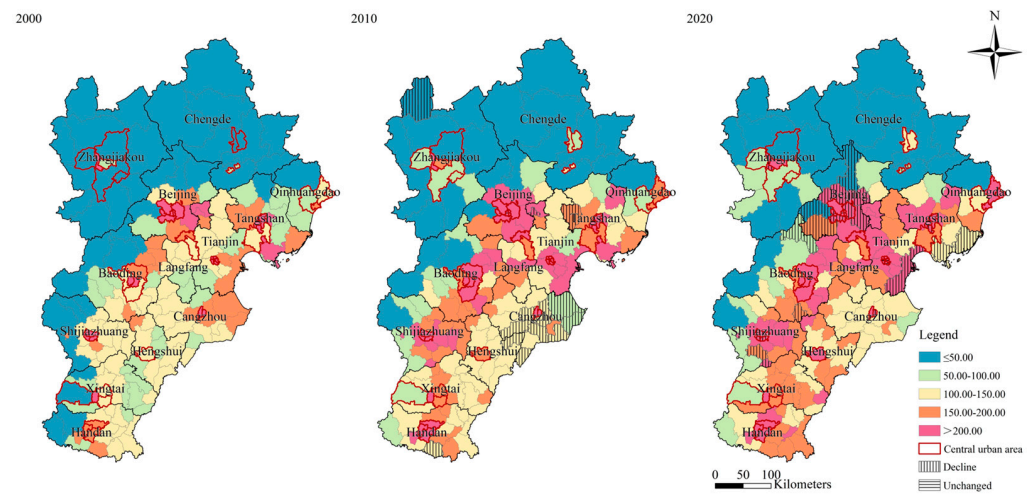 2000
2010
2020
N
Chengde
Zhangjiakou
Beijing
Qinhuangdao
Tangshan
Tianjin
Langfang
Baoding
Cangzhou
Shijiazhuang
Hengshui
Xingtai
Handan
Chengde
Zhangjiakou
Beijing
Qinhuangdao
Tangshan
Tianjin
Langfang
Baoding
Cangzhou
Shijiazhuang
Hengshui
Xingtai
Handan
Chengde
Zhangjiakou
Beijing
Qinhuangdao
Tangshan
Tianjin
Langfang
Baoding
Cangzhou
Shijiazhuang
Hengshui
Xingtai
Handan
Legend
≤50.00
50.00-100.00
100.00-150.00
150.00-200.00
>200.00
Central urban area
Decline
Unchanged
0 50 100
Kilometers